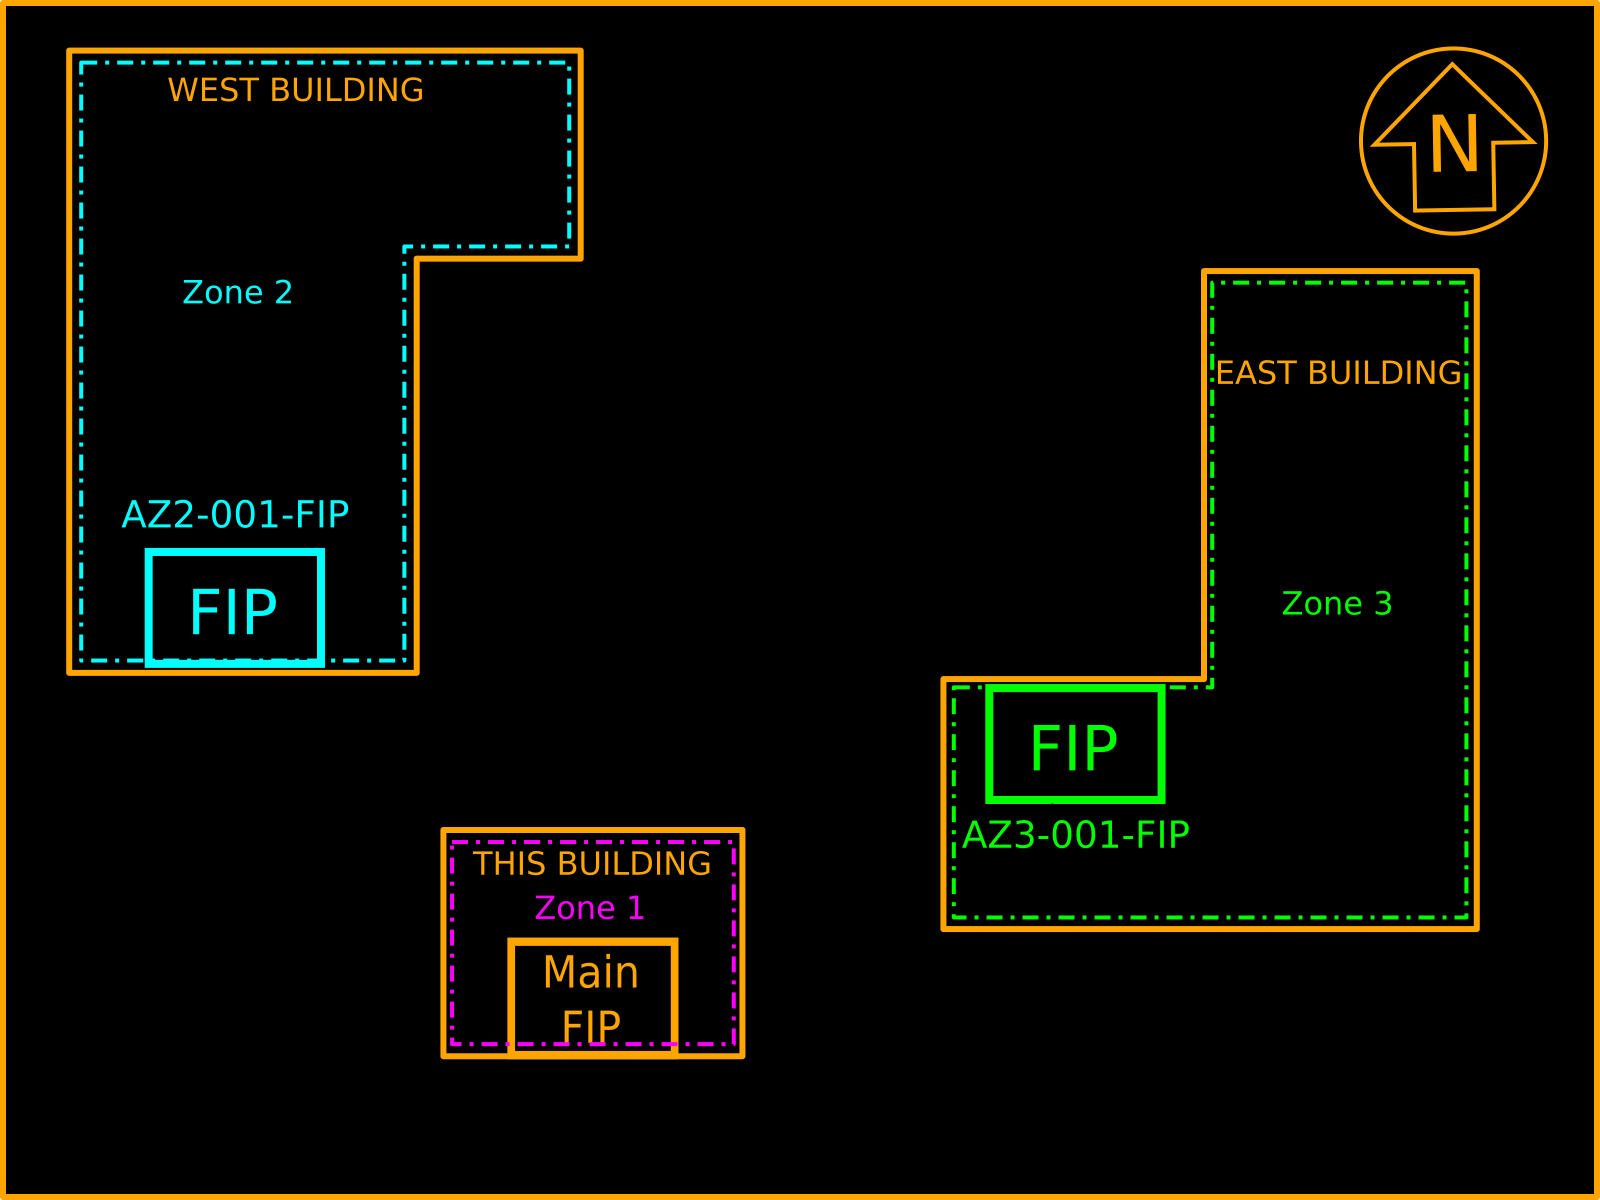 WEST BUILDING
N
Zone 2
EAST BUILDING
AZ2-001-FIP
FIP
Zone 3
FIP
AZ3-001-FIP
THIS BUILDING
Zone 1
Main
FIP